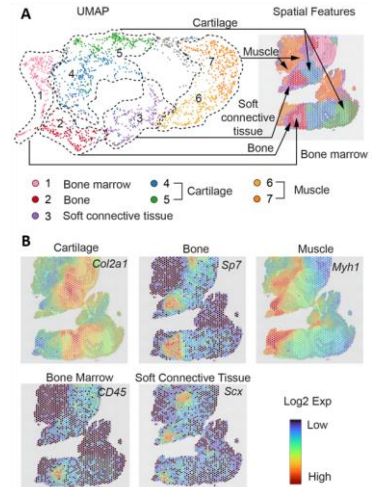 A
UMAP
Cartilage
Spatial Features
Muscle
5
4
7
1
3
6
2
Soft connective tissue
Bone
Bone marrow
1 Bone marrow
2 Bone
3 Soft connective tissue
4
5
Cartilage
6
7
Muscle
B
Cartilage
Col2a1
Bone
Sp7
Muscle
Myh1
Bone Marrow
CD45
Soft Connective Tissue
Scx
Log2 Exp
Low
High